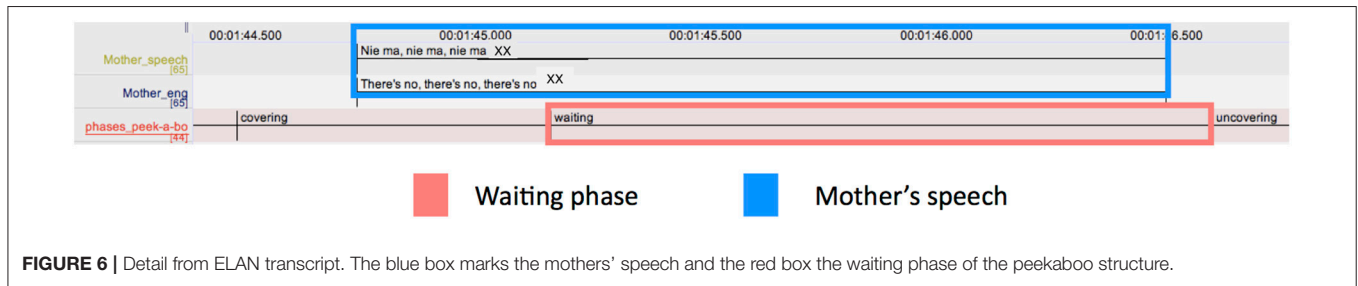 00:01:44.500 00:01:45.000 00:01:45.500 00:01:46.000 00:01:46.500
Mother_speech
[65]
Nie ma, nie ma, nie ma XX
Mother_eng
[65]
There's no, there's no, there's no XX
phases_peek-a-bo
[44]
covering waiting uncovering
Waiting phase Mother's speech
FIGURE 6 | Detail from ELAN transcript. The blue box marks the mothers' speech and the red box the waiting phase of the peekaboo structure.